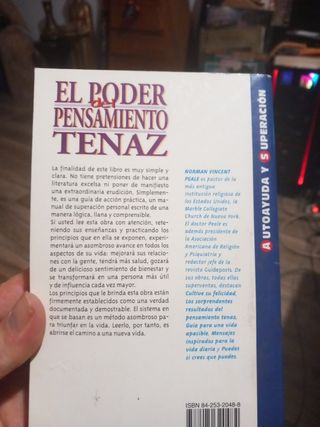 EL PODER
del
PENSAMIENTO
TENAZ
La finalidad de este libro es muy simple y
clara. No tiene pretensiones de hacer una
literatura excelsa ni poner de manifiesto
una extraordinaria erudición. Simplemen-
te, es una guía de acción práctica, un ma-
nual de superación personal escrito de una
manera lógica, llana y comprensible.
Si usted lee esta obra con atención, sete-
niendo sus enseñanzas y practicando los
principios que en ella se exponen, experi-
mentará un asombroso avance en todos los
aspectos de su vida: mejorará sus relacio-
nes con la gente, tendrá más salud, gozará
de un delicioso sentimiento de bienestar y
se transformará en una persona más útil
y de influencia cada vez mayor.
Los principios que le brinda esta obra están
firmemente establecidos como una verdad
documentada y demostrable. El sistema en
que se basan es un método asombroso pa-
ra triunfar en la vida. Leerlo, por tanto, es
abrirse el camino a una nueva vida.
NORMAN VINCENT
PEALE es pastor de la
más antigua
institución religiosa de
los Estados Unidos, la
Marble Collegiate
Church de Nueva York.
El doctor Peale es
además presidente de
la Asociación
Americana de Religión
y Psiquiatría y
redactor jefe de la
revista Guideposts. De
sus obras, todas ellas
superventas, destacan
Cultive su felicidad,
Los sorprendentes
resultados del
pensamiento tenaz,
Guía para una vida
apasible, Mensajes
inspirados para la
vida diaria y Puedes
si crees que puedes.
AUTOAYUDA Y SUPERACIÓN
ISBN 84-253-2048-8